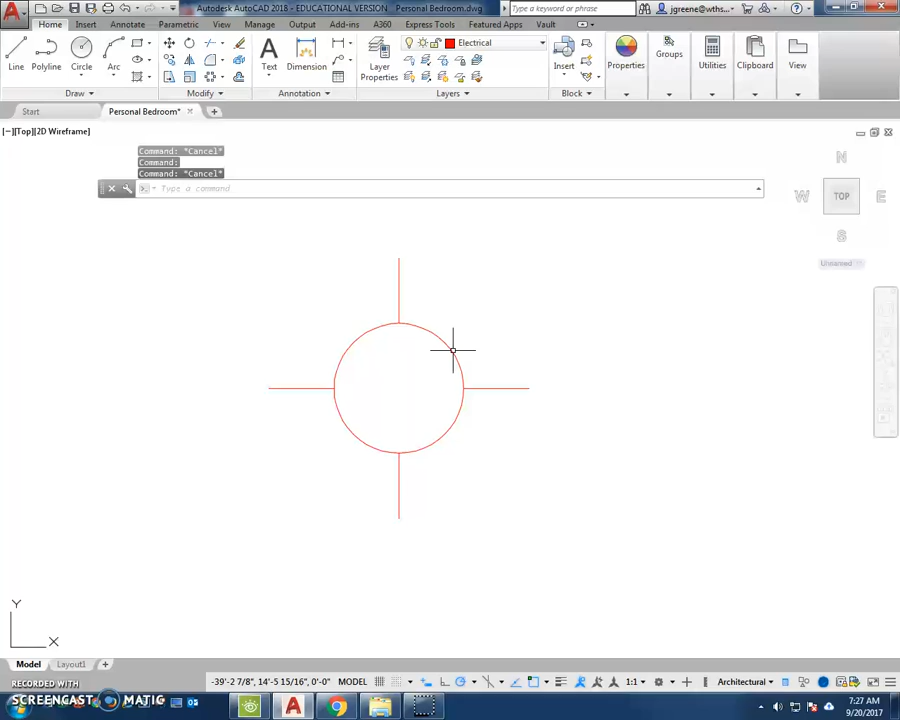 Autodesk AutoCAD 2018 - EDUCATIONAL VERSION Personal Bedroom.dwg
Type a keyword or phrase
jgreene@wths...
Home Insert Annotate Parametric View Manage Output Add-ins A360 Express Tools Featured Apps Vault
Line Polyline Circle Arc
Text Dimension
Layer Properties
Electrical
Insert
Properties
Groups
Utilities
Clipboard
View
Draw Modify Annotation Layers Block
Start Personal Bedroom*
[−][Top][2D Wireframe]
Command: *Cancel*
Command:
Command: *Cancel*
Type a command
N
W TOP E
S
Unnamed
Y
X
Model Layout1
RECORDED WITH
SCREENCAST MATIC
-39'-2 7/8", 14'-5 15/16", 0'-0" MODEL 1:1 Architectural
7:27 AM
9/20/2017